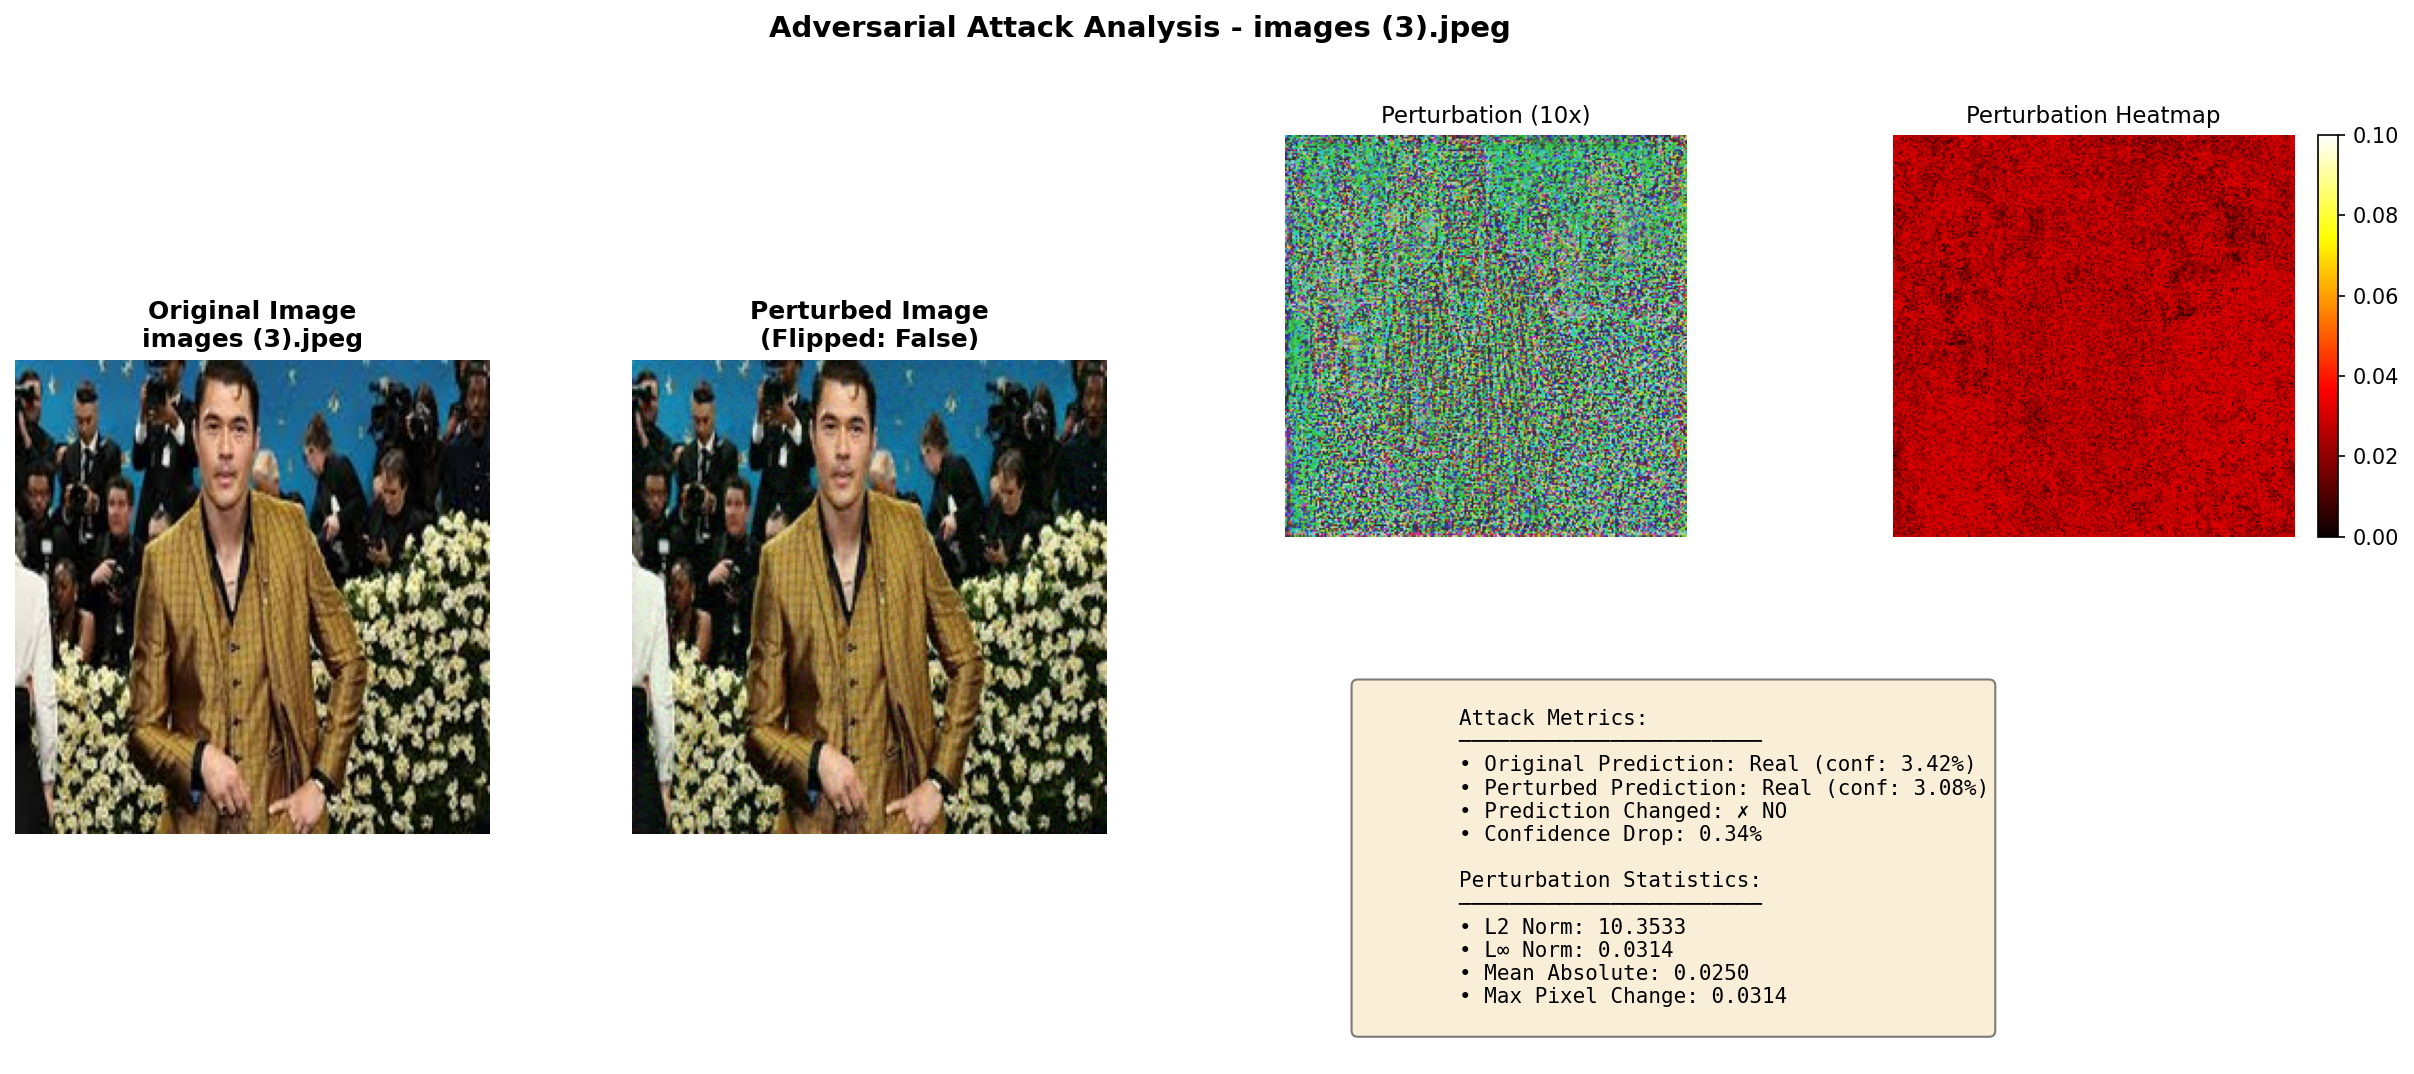 Adversarial Attack Analysis - images (3).jpeg
Original Image
images (3).jpeg
Perturbed Image
(Flipped: False)
Perturbation (10x)
Perturbation Heatmap
0.10
0.08
0.06
0.04
0.02
0.00
Attack Metrics:
• Original Prediction: Real (conf: 3.42%)
• Perturbed Prediction: Real (conf: 3.08%)
• Prediction Changed: ✗ NO
• Confidence Drop: 0.34%
Perturbation Statistics:
• L2 Norm: 10.3533
• L∞ Norm: 0.0314
• Mean Absolute: 0.0250
• Max Pixel Change: 0.0314